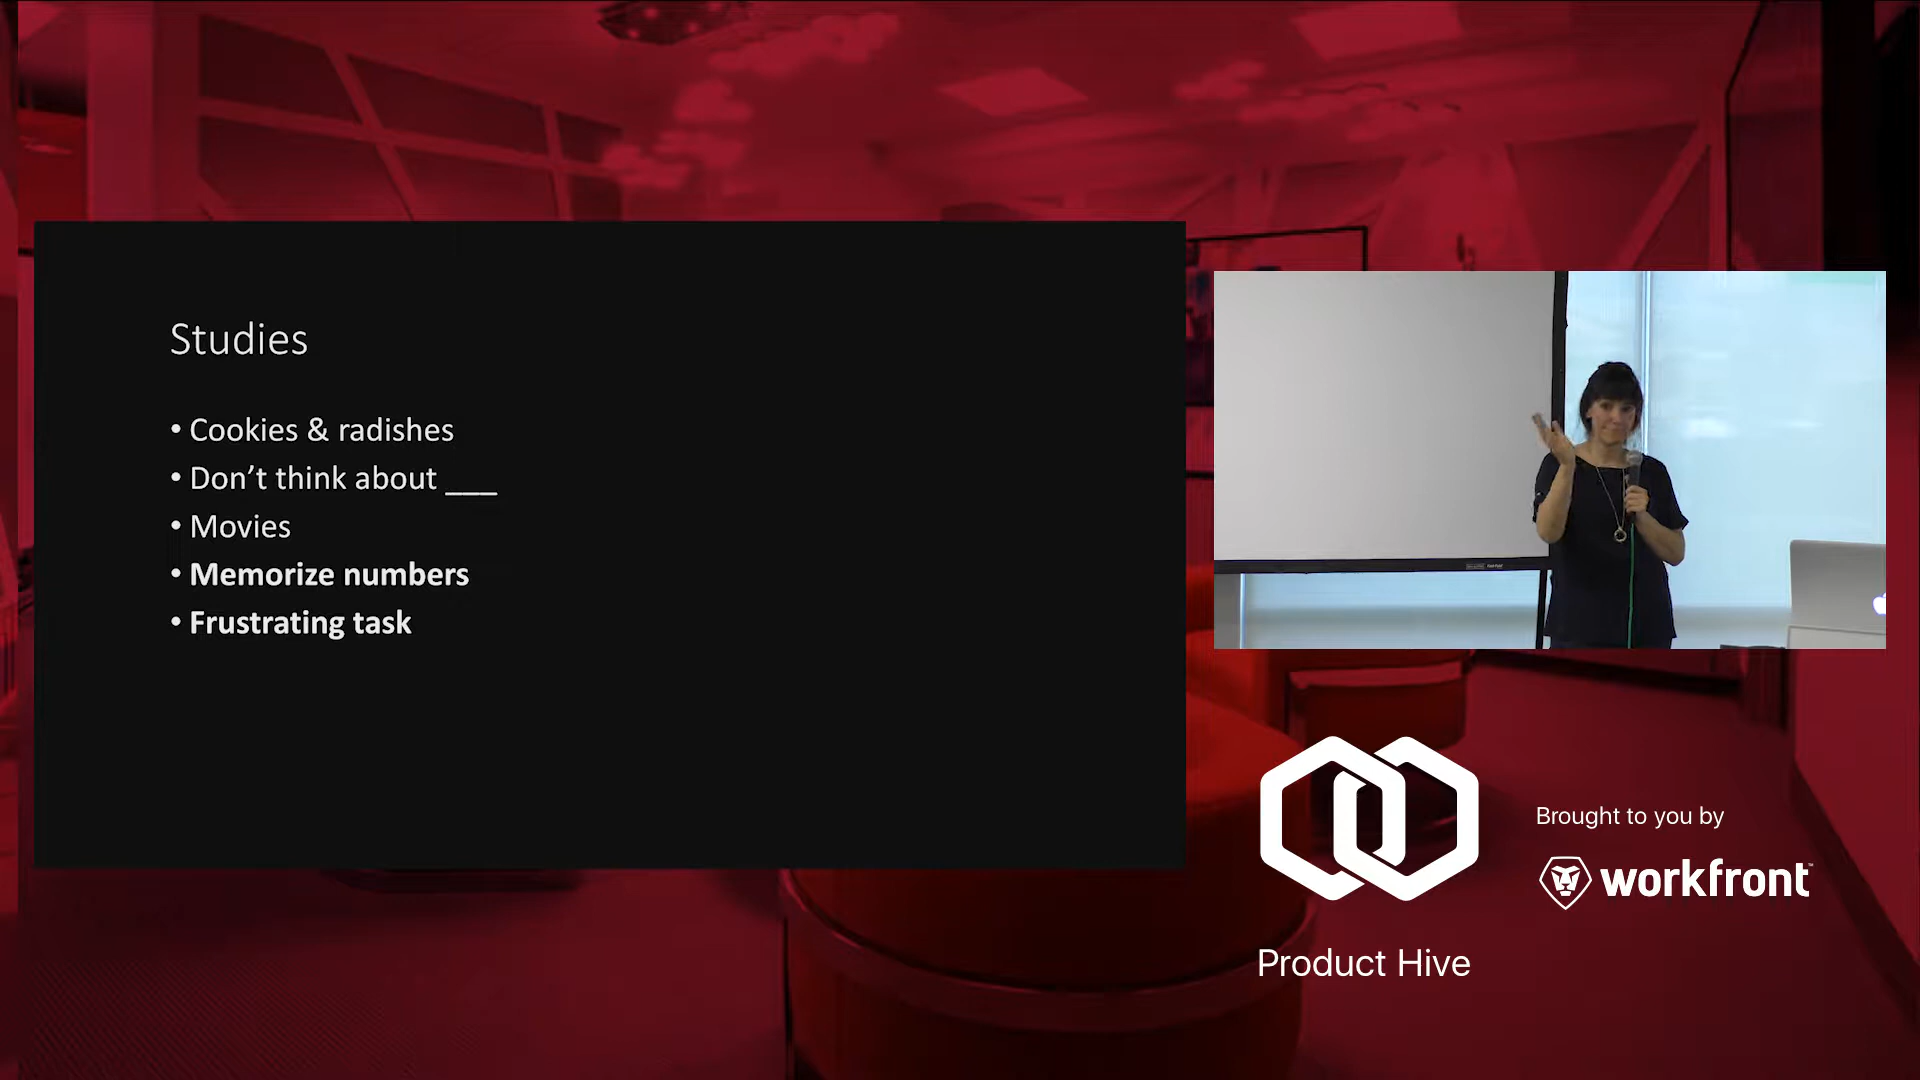 Studies
• Cookies & radishes
• Don’t think about ___
• Movies
• Memorize numbers
• Frustrating task
Brought to you by
workfront
Product Hive